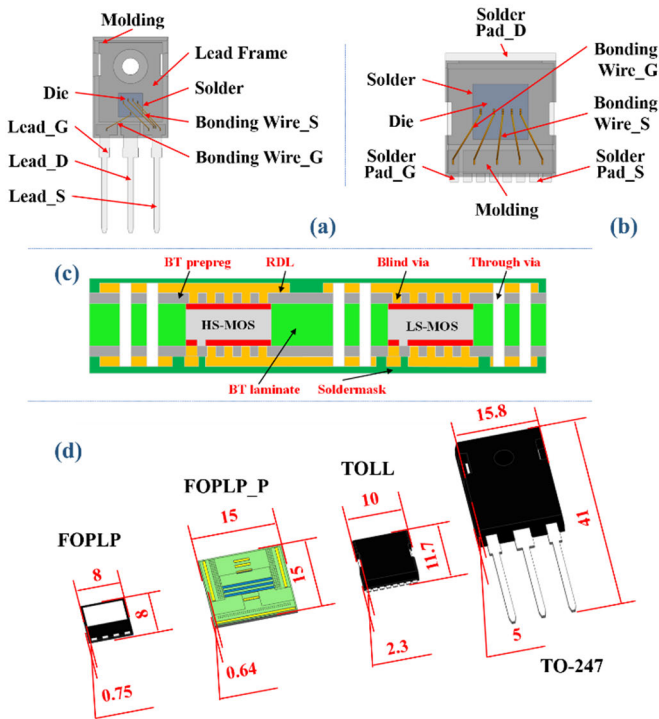 Molding
Lead Frame
Die
Solder
Lead_G
Bonding Wire_S
Lead_D
Bonding Wire_G
Lead_S
(a)
Solder
Pad_D
Bonding
Wire_G
Solder
Die
Bonding
Wire_S
Solder
Pad_G
Solder
Pad_S
Molding
(b)
(c)
BT prepreg
RDL
Blind via
Through via
HS-MOS
LS-MOS
BT laminate
Soldermask
(d)
FOPLP
8
8
0.75
FOPLP_P
15
15
0.64
TOLL
10
11.7
2.3
15.8
41
5
TO-247